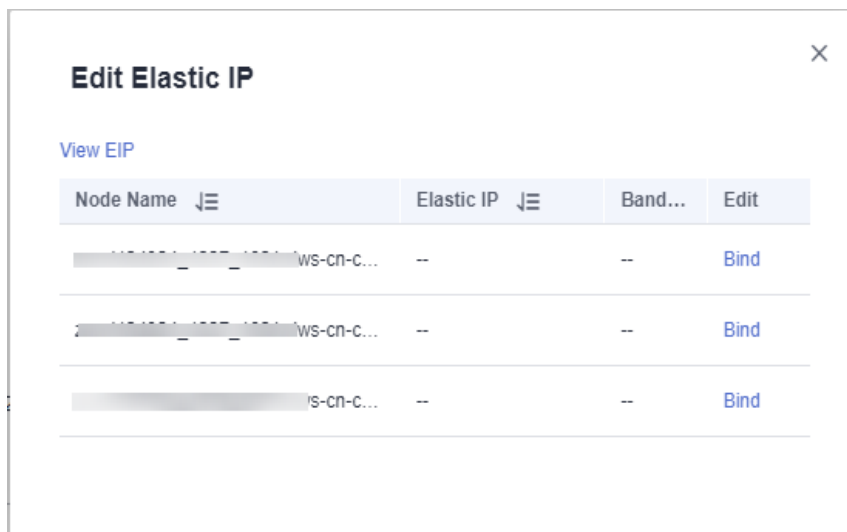 Edit Elastic IP
View EIP
Node Name Elastic IP Band... Edit
ws-cn-c... -- -- Bind
ws-cn-c... -- -- Bind
s-cn-c... -- -- Bind